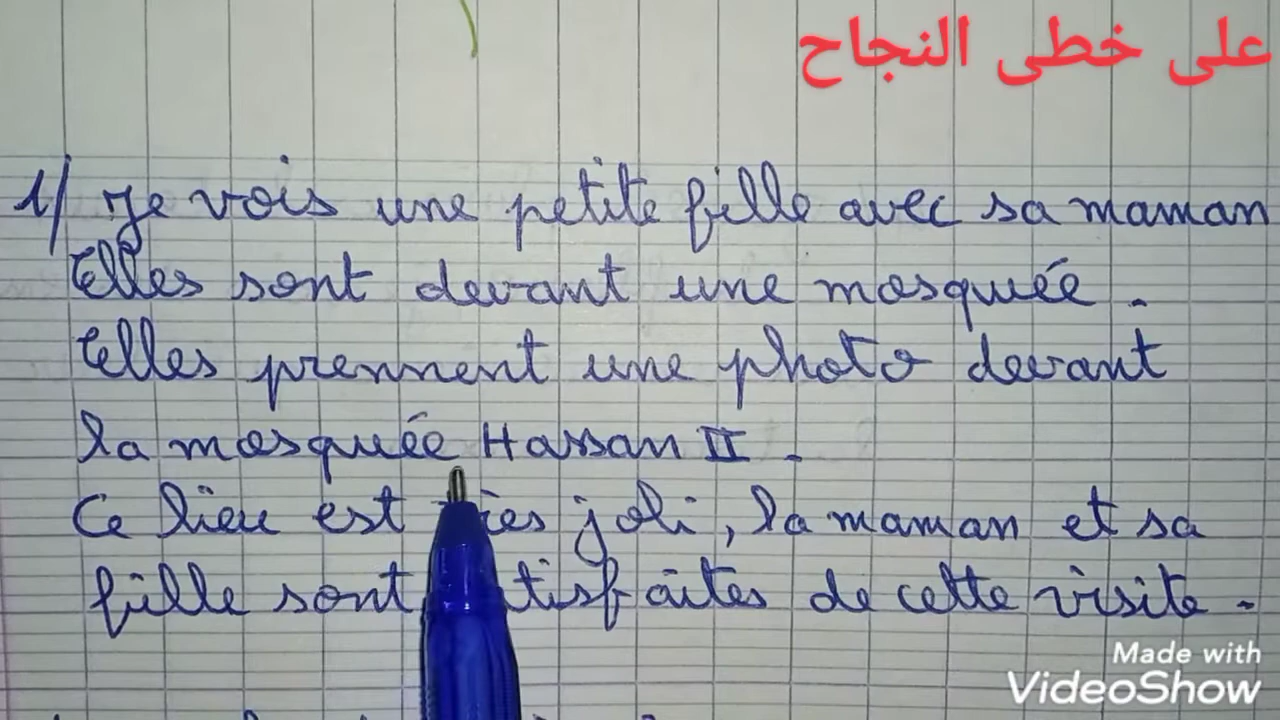 على خطى النجاح
1/ Je vois une petite fille avec sa maman
Elles sont devant une mosquée.
Elles prennent une photo devant
la mosquée Hassan II.
Ce lieu est joli, la maman et sa
fille sont de cette visite.
Made with
VideoShow